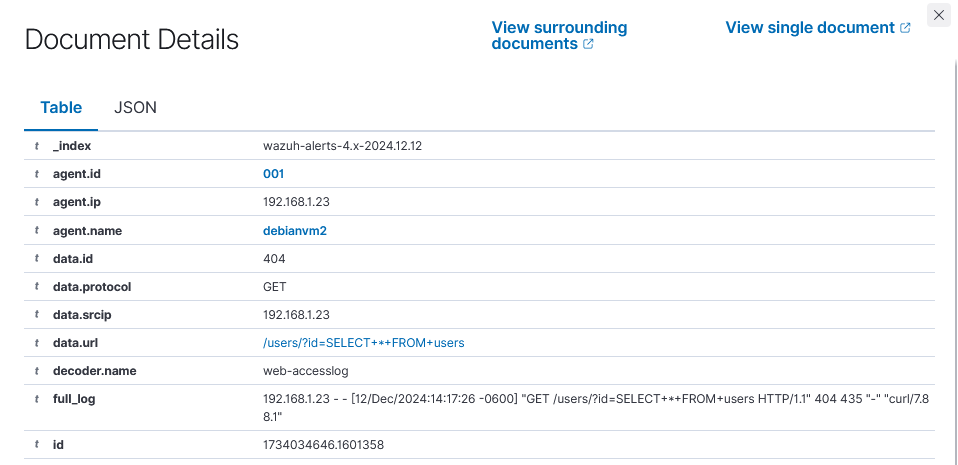 Document Details
View surrounding
documents
View single document
Table
JSON
t _index wazuh-alerts-4.x-2024.12.12
t agent.id 001
t agent.ip 192.168.1.23
t agent.name debianvm2
t data.id 404
t data.protocol GET
t data.srcip 192.168.1.23
t data.url /users/?id=SELECT+*+FROM+users
t decoder.name web-accesslog
t full_log 192.168.1.23 - - [12/Dec/2024:14:17:26 -0600] "GET /users/?id=SELECT+*+FROM+users HTTP/1.1" 404 435 "-" "curl/7.8
8.1"
t id 1734034646.1601358